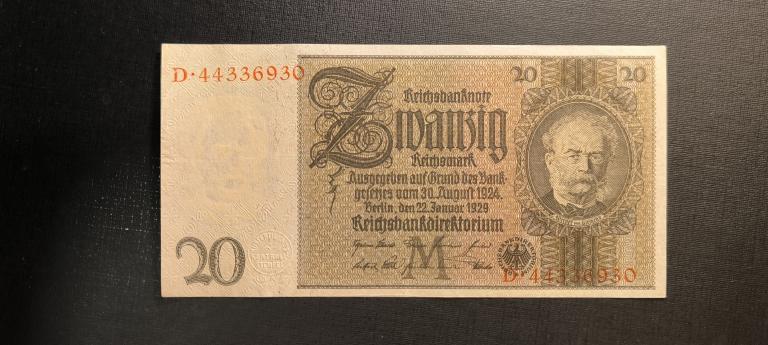 D·44336930
20
20
Reichsbanknote
Zwanzig
Reichsmark
Ausgegeben auf Grund des Bank-
gesetzes vom 30. August 1924.
Berlin, den 22. Januar 1929
Reichsbankdirektorium
M
20
D·44336930